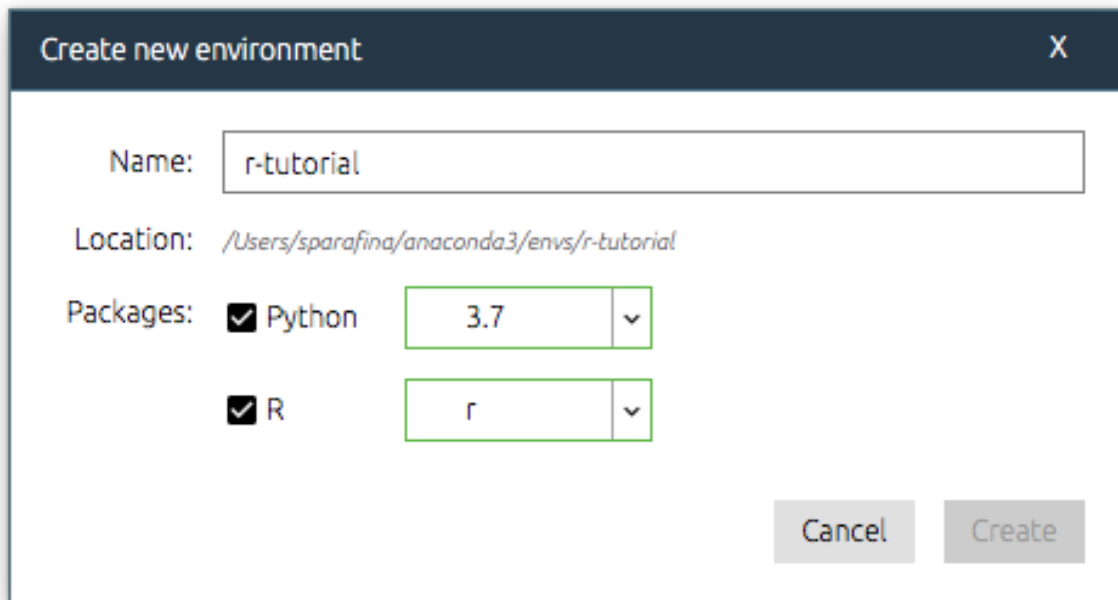 Create new environment X
Name: r-tutorial
Location: /Users/sparafina/anaconda3/envs/r-tutorial
Packages: Python 3.7
R r
Cancel Create